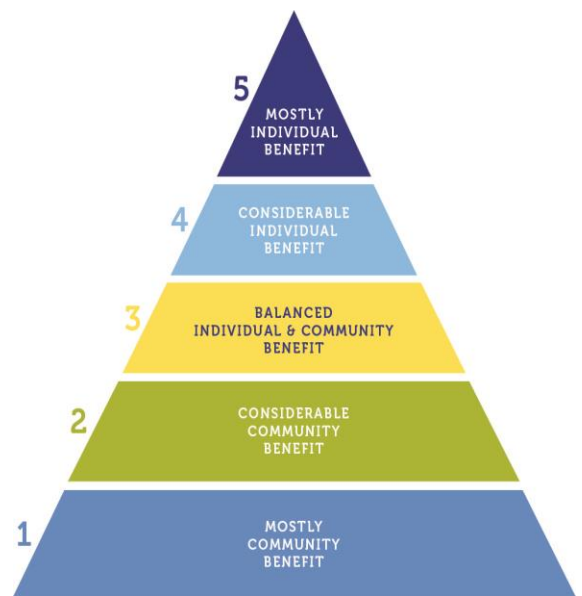 5
MOSTLY
INDIVIDUAL
BENEFIT
4
CONSIDERABLE
INDIVIDUAL
BENEFIT
3
BALANCED
INDIVIDUAL & COMMUNITY
BENEFIT
2
CONSIDERABLE
COMMUNITY
BENEFIT
1
MOSTLY
COMMUNITY
BENEFIT